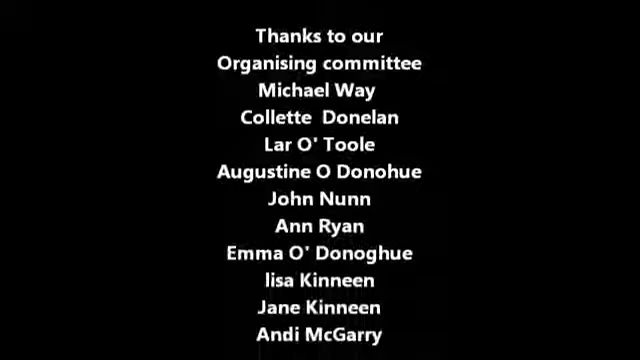 Thanks to our
Organising committee
Michael Way
Collette  Donelan
Lar O' Toole
Augustine O Donohue
John Nunn
Ann Ryan
Emma O' Donoghue
lisa Kinneen
Jane Kinneen
Andi McGarry